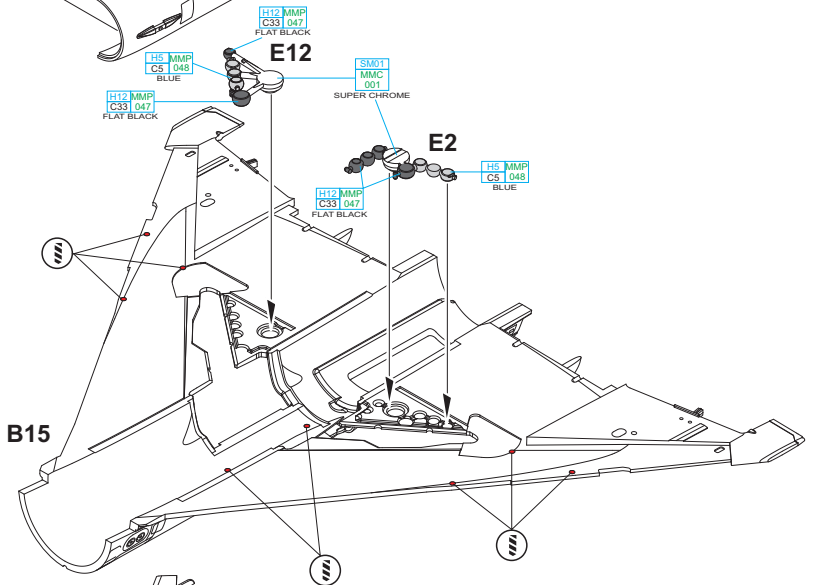 H12 MMP
C33 047
FLAT BLACK
E12
H5 MMP
C5 048
BLUE
SM01
MMC
001
SUPER CHROME
H12 MMP
C33 047
FLAT BLACK
E2
H5 MMP
C5 048
BLUE
H12 MMP
C33 047
FLAT BLACK
B15